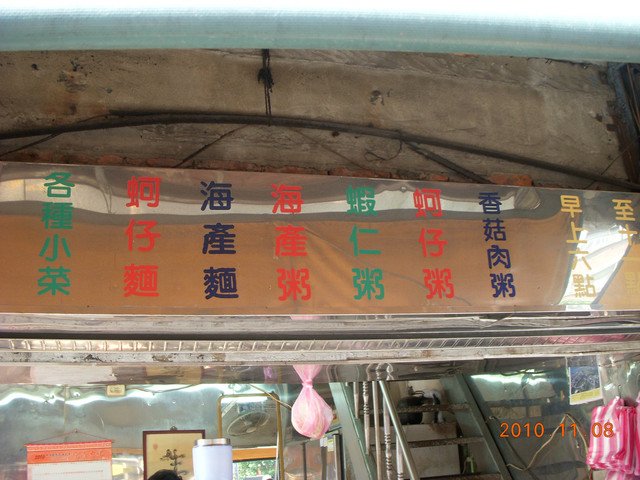 早上六點
至十
香菇肉粥
蚵仔粥
蝦仁粥
海產粥
海產麵
蚵仔麵
各種小菜
2010 11 08